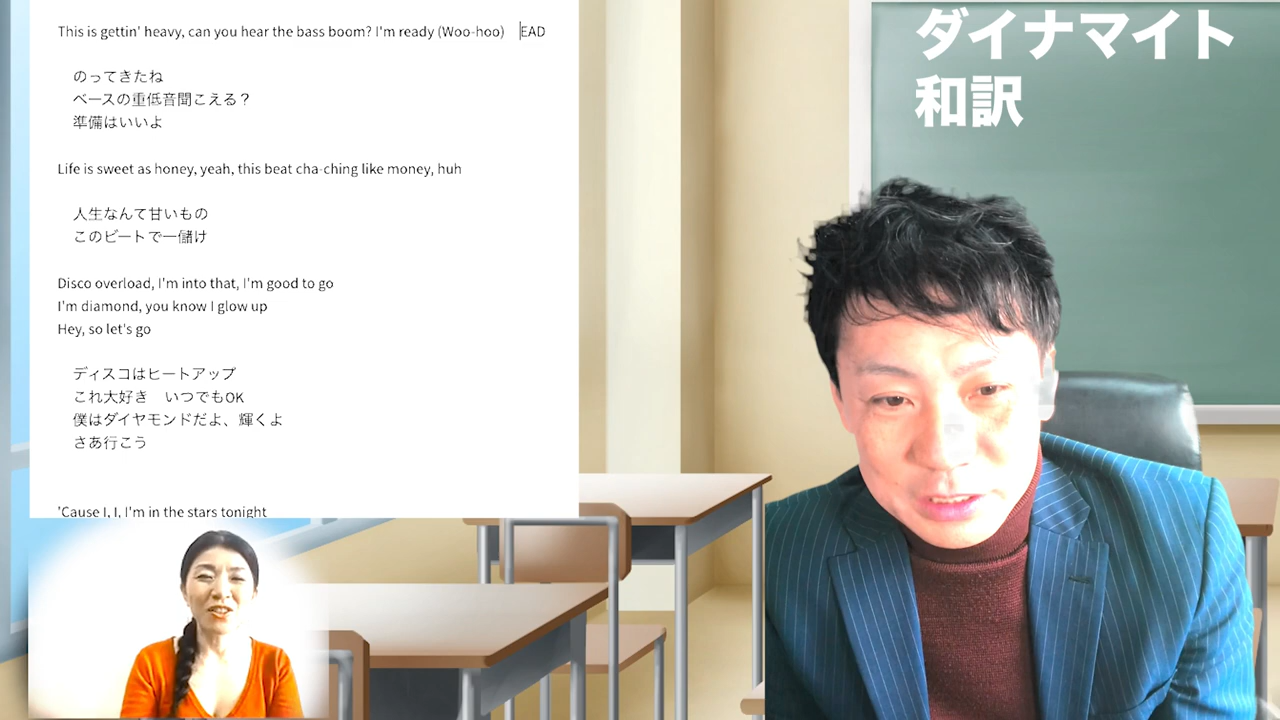 This is gettin' heavy, can you hear the bass boom? I'm ready (Woo-hoo) EAD
のってきたね
ベースの重低音聞こえる？
準備はいいよ
Life is sweet as honey, yeah, this beat cha-ching like money, huh
人生なんて甘いもの
このビートで一儲け
Disco overload, I'm into that, I'm good to go
I'm diamond, you know I glow up
Hey, so let's go
ディスコはヒートアップ
これ大好き　いつでもOK
僕はダイヤモンドだよ、輝くよ
さあ行こう
'Cause I, I, I'm in the stars tonight
ダイナマイト
和訳